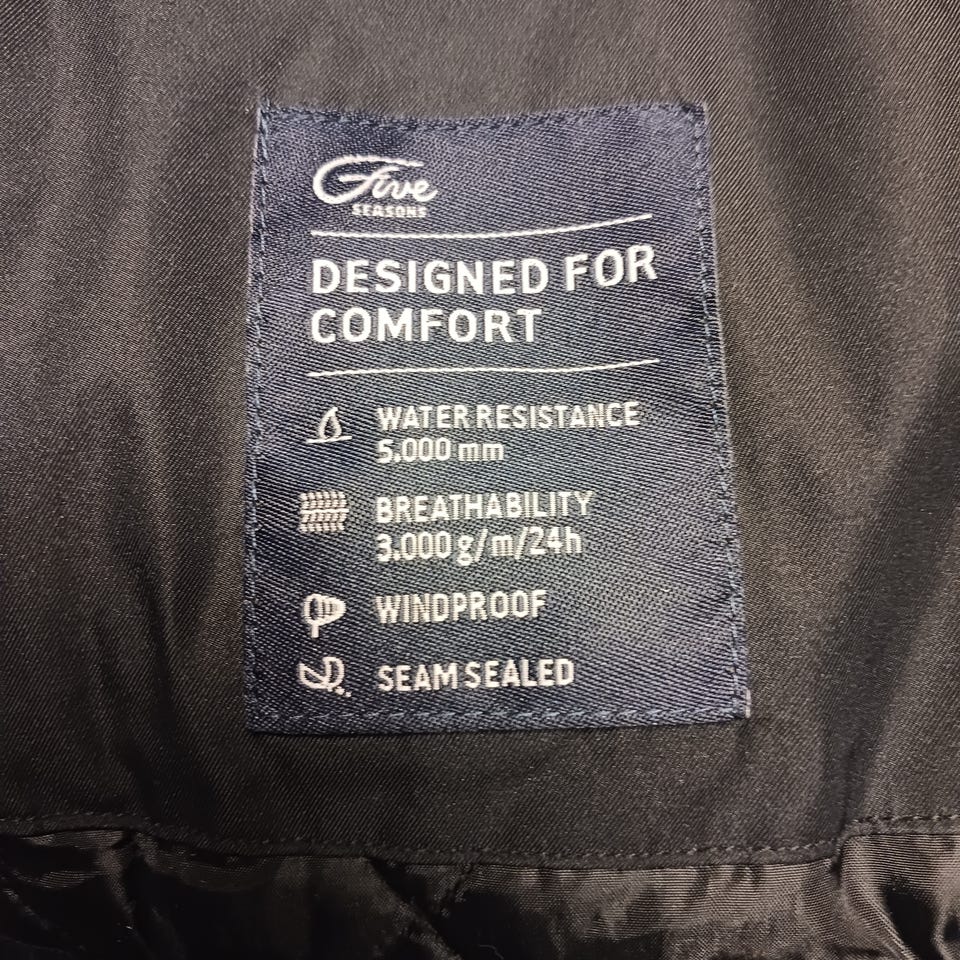 Five
SEASONS
DESIGNED FOR
COMFORT
WATER RESISTANCE
5.000 mm
BREATHABILITY
3.000 g/m/24h
WINDPROOF
SEAM SEALED